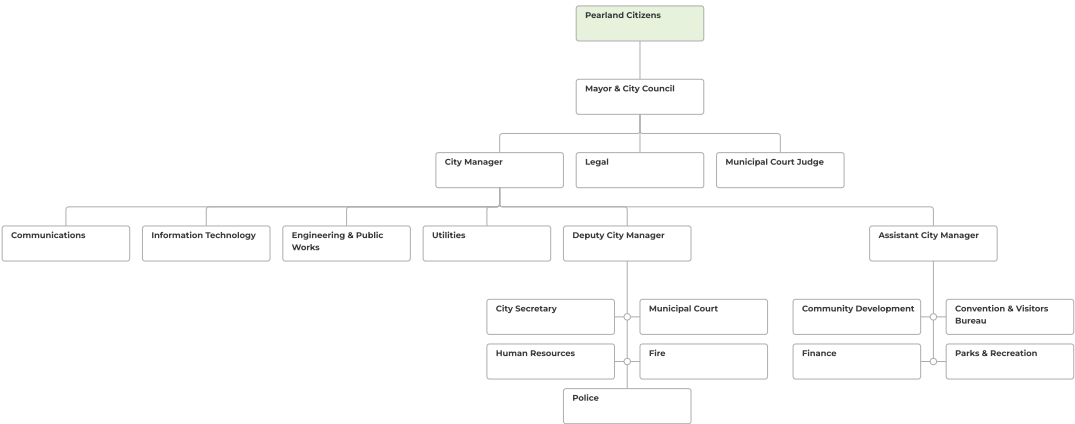 Pearland Citizens
Mayor & City Council
City Manager
Legal
Municipal Court Judge
Communications
Information Technology
Engineering & Public
Works
Utilities
Deputy City Manager
Assistant City Manager
City Secretary
Municipal Court
Community Development
Convention & Visitors
Bureau
Human Resources
Fire
Finance
Parks & Recreation
Police